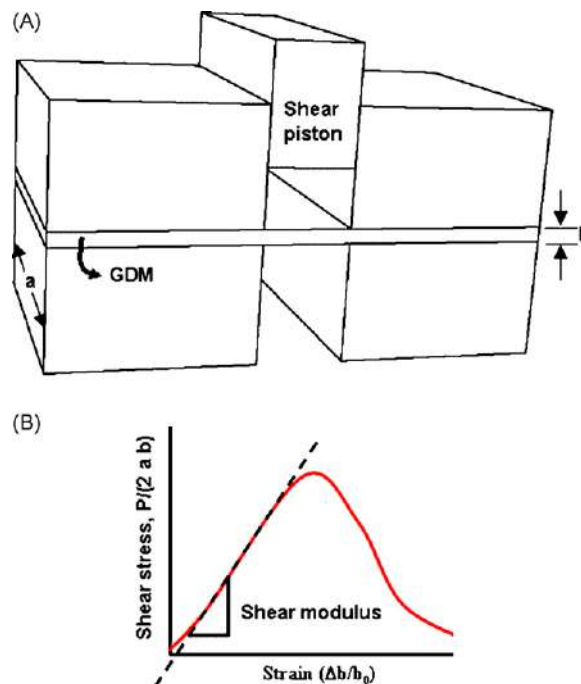 (A)
Shear
piston
a
GDM
(B)
Shear stress, P/(2 a b)
Shear modulus
Strain (Δb/b₀)